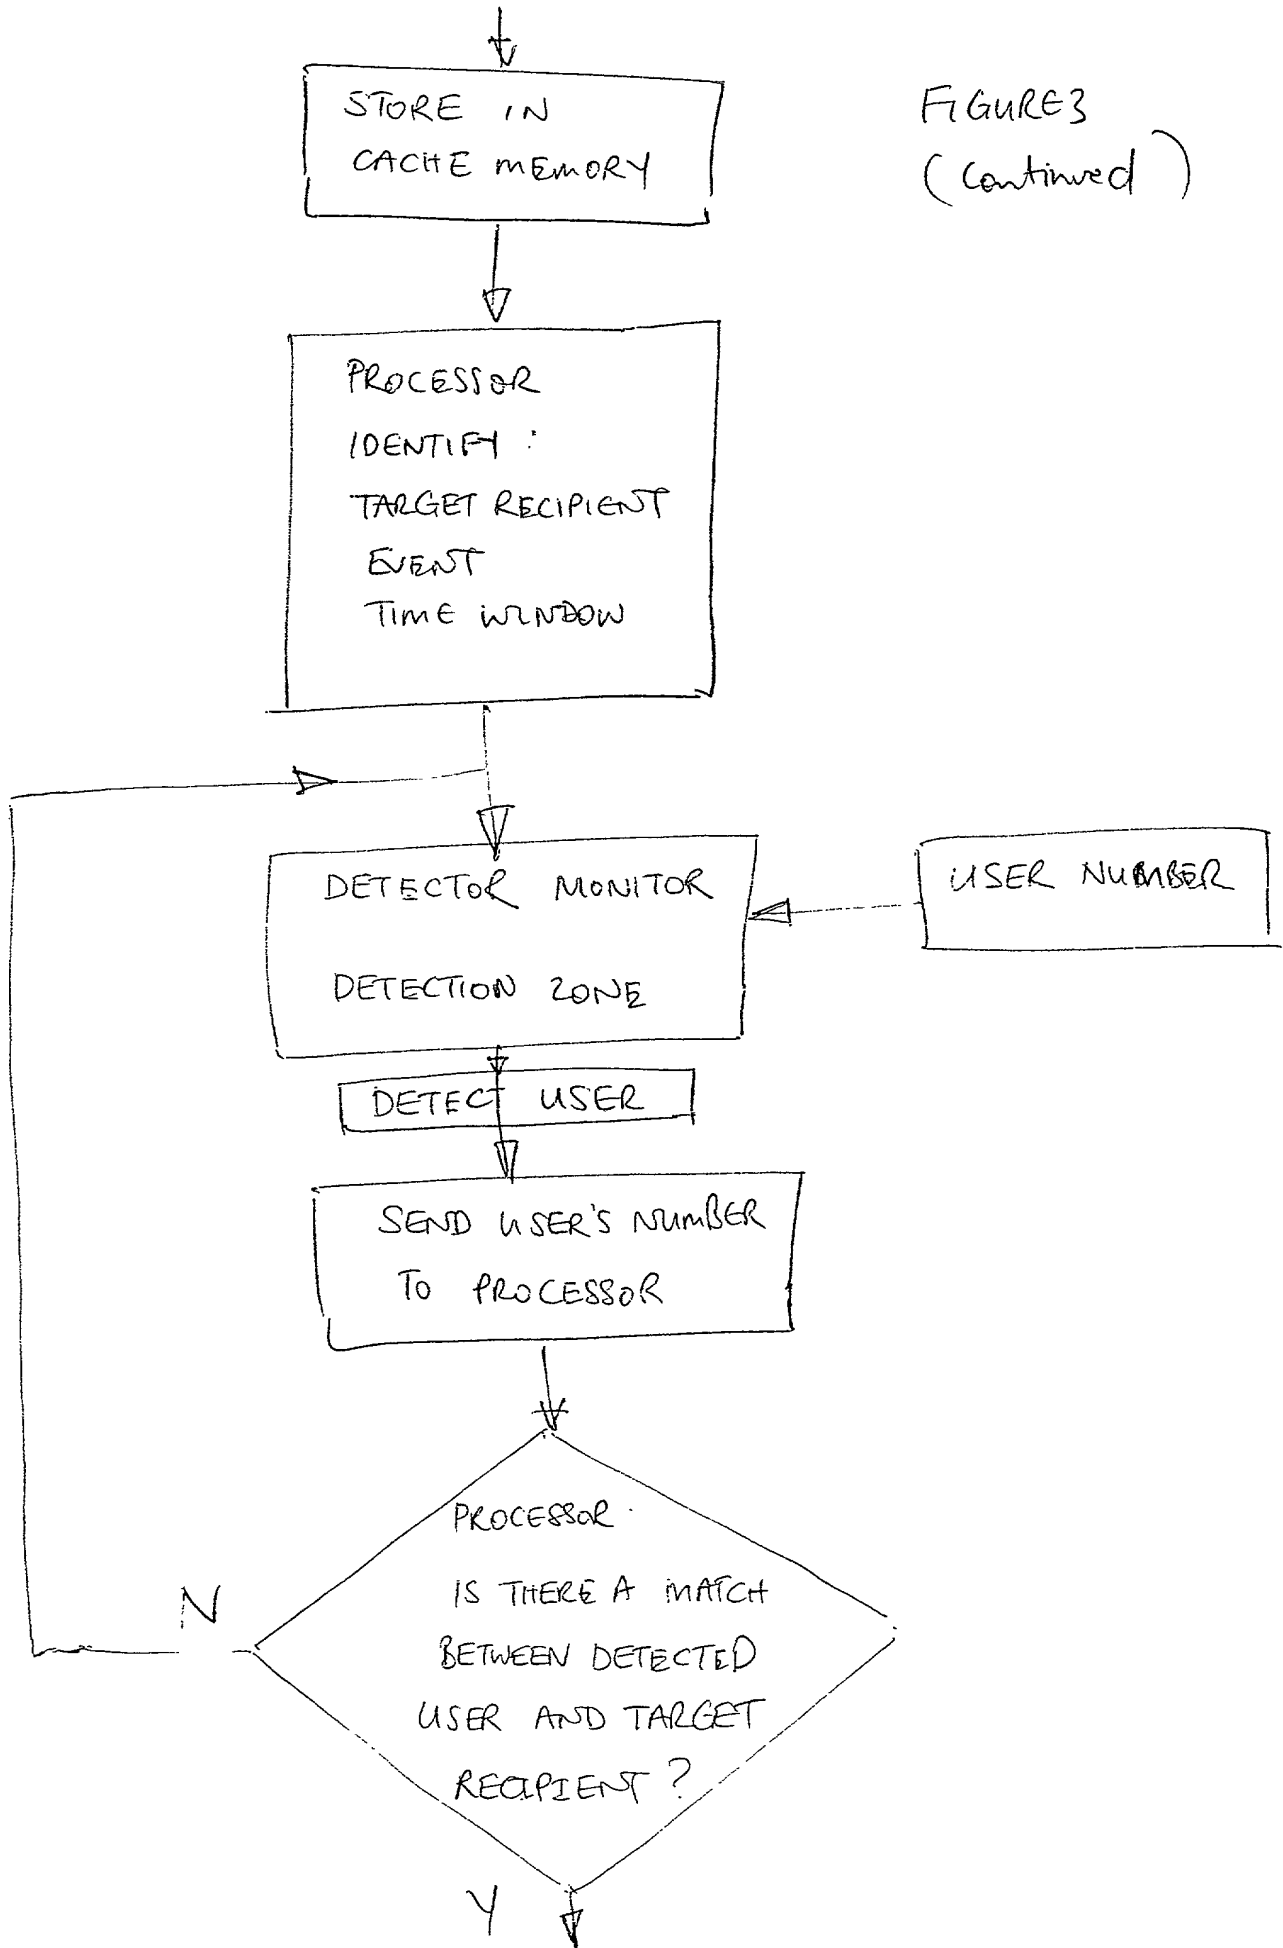 STORE IN
CACHE MEMORY
FIGURE 3
(Continued)
PROCESSOR
IDENTIFY :
TARGET RECIPIENT
EVENT
TIME WINDOW
DETECTOR MONITOR
DETECTION ZONE
USER NUMBER
DETECT USER
SEND USER'S NUMBER
TO PROCESSOR
PROCESSOR.
IS THERE A MATCH
BETWEEN DETECTED
USER AND TARGET
RECIPIENT ?
N
Y